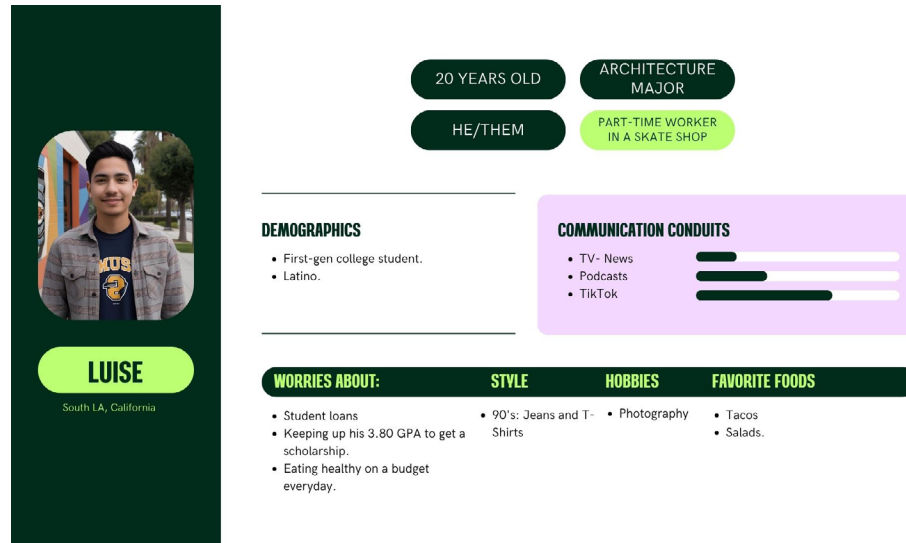 20 YEARS OLD
ARCHITECTURE
MAJOR
HE/THEM
PART-TIME WORKER
IN A SKATE SHOP
MUS
LUISE
South LA, California
DEMOGRAPHICS
• First-gen college student.
• Latino.
COMMUNICATION CONDUITS
• TV- News
• Podcasts
• TikTok
WORRIES ABOUT:
• Student loans
• Keeping up his 3.80 GPA to get a
scholarship.
• Eating healthy on a budget
everyday.
STYLE
• 90's: Jeans and T-
Shirts
HOBBIES
• Photography
FAVORITE FOODS
• Tacos
• Salads.